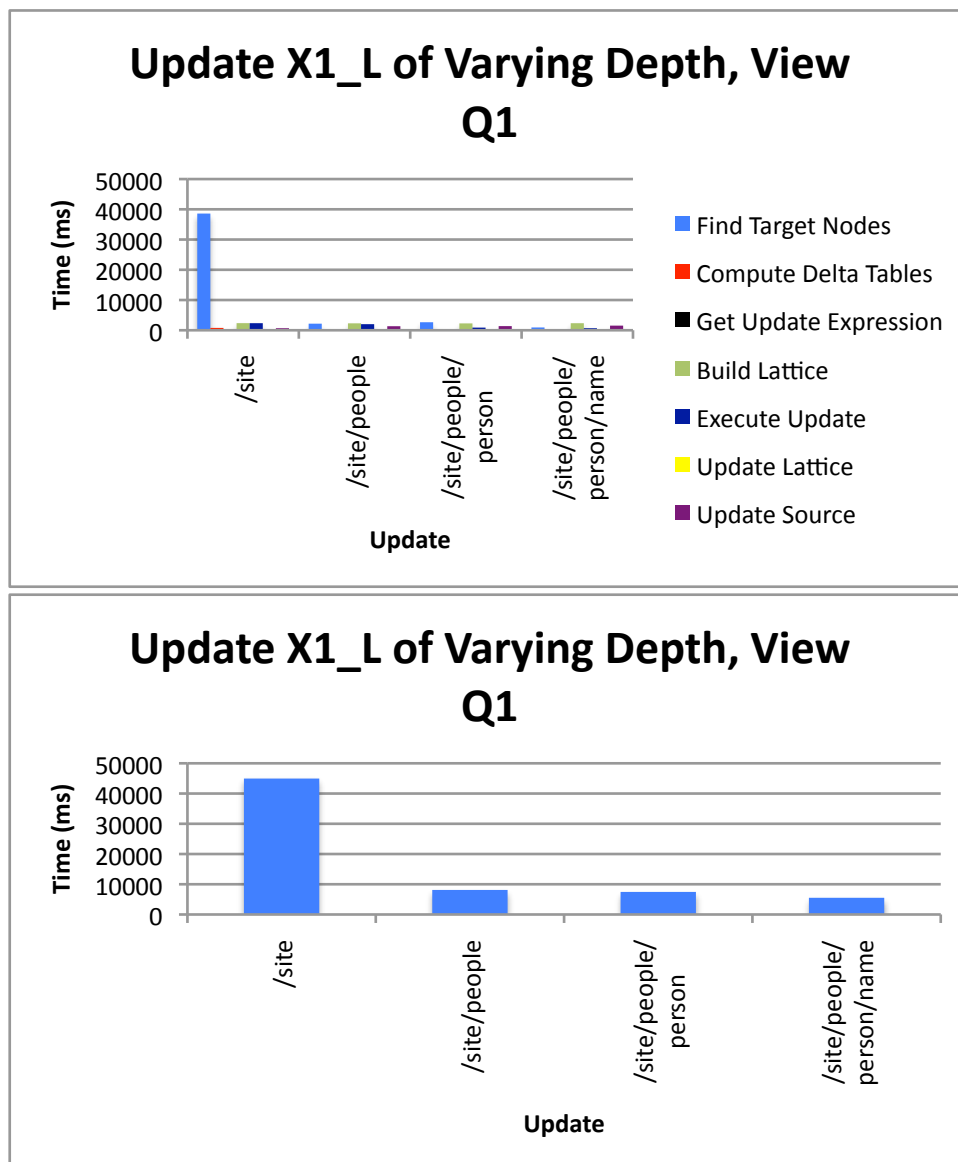 Update X1_L of Varying Depth, View
Q1
Time (ms)
50000
40000
30000
20000
10000
0
/site
/site/people
/site/people/
person
/site/people/
person/name
Update
Find Target Nodes
Compute Delta Tables
Get Update Expression
Build Lattice
Execute Update
Update Lattice
Update Source
Update X1_L of Varying Depth, View
Q1
Time (ms)
50000
40000
30000
20000
10000
0
/site
/site/people
/site/people/
person
/site/people/
person/name
Update